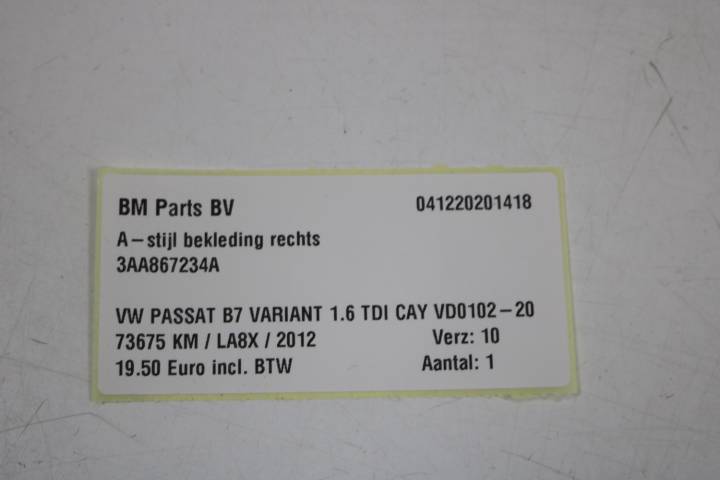 BM Parts BV 041220201418
A-stijl bekleding rechts
3AA867234A
VW PASSAT B7 VARIANT 1.6 TDI CAY VD0102-20
73675 KM / LA8X / 2012 Verz: 10
19.50 Euro incl. BTW Aantal: 1